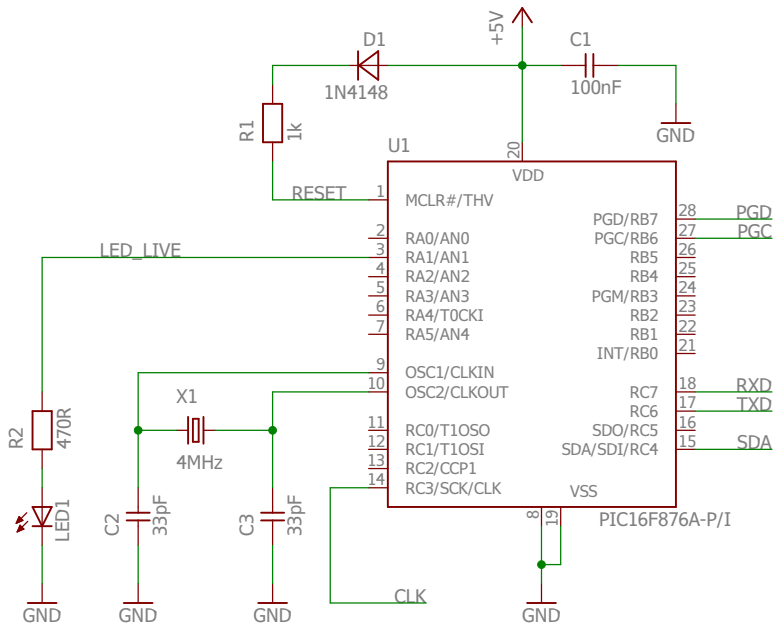 +5V
D1
1N4148
C1
100nF
GND
R1
1k
U1
20
VDD
RESET
1
MCLR#/THV
LED_LIVE
2
RA0/AN0
3
RA1/AN1
4
RA2/AN2
5
RA3/AN3
6
RA4/T0CKI
7
RA5/AN4
9
OSC1/CLKIN
10
OSC2/CLKOUT
11
RC0/T1OSO
12
RC1/T1OSI
13
RC2/CCP1
14
RC3/SCK/CLK
PGD/RB7
28
PGD
PGC/RB6
27
PGC
RB5
26
RB4
25
PGM/RB3
24
RB2
23
RB1
22
INT/RB0
21
RC7
18
RXD
RC6
17
TXD
SDO/RC5
16
SDA/SDI/RC4
15
SDA
VSS
8
19
PIC16F876A-P/I
X1
4MHz
R2
470R
LED1
C2
33pF
C3
33pF
CLK
GND
GND
GND
GND